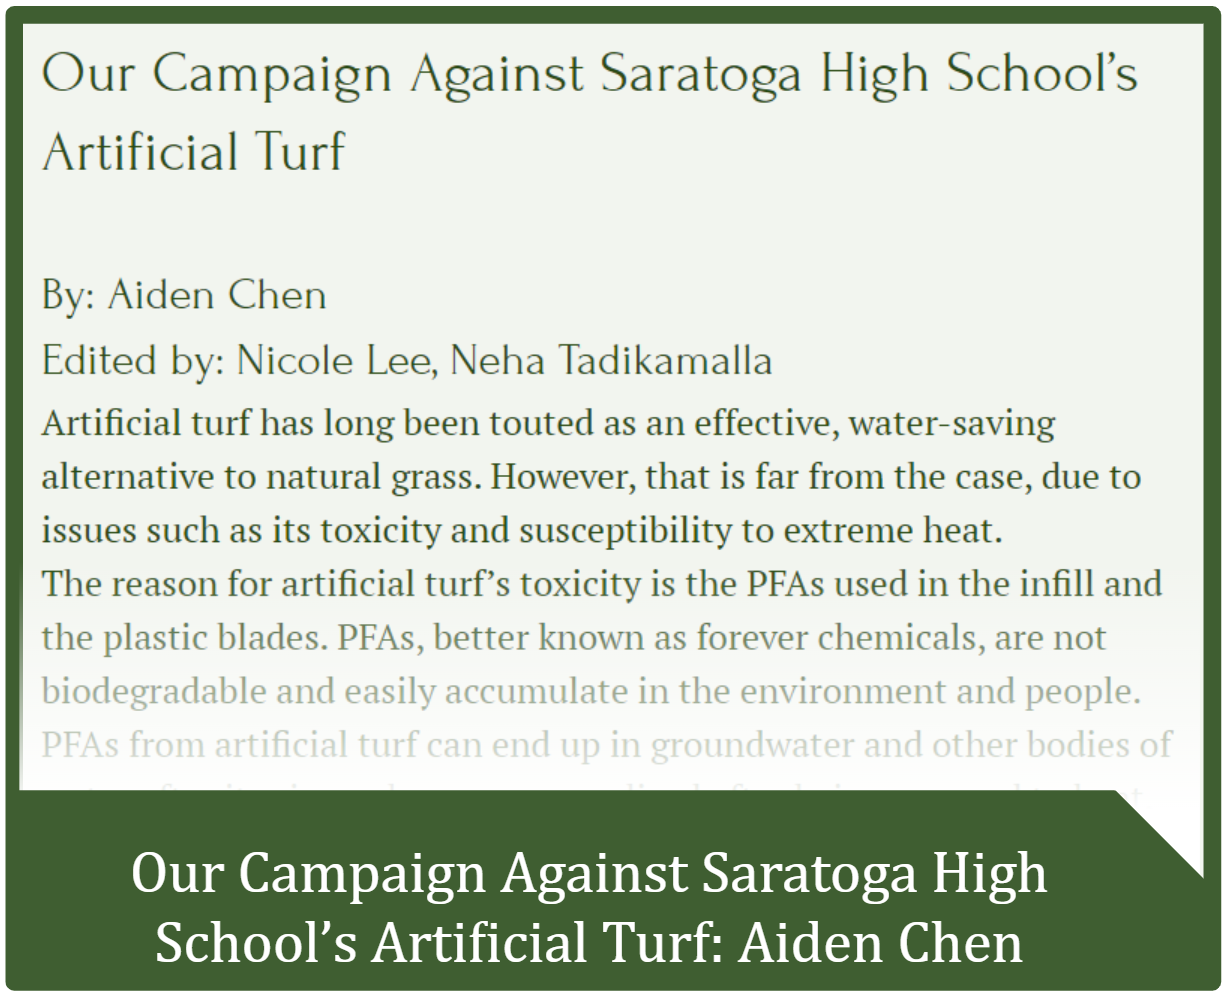 Our Campaign Against Saratoga High School’s
Artificial Turf
By: Aiden Chen
Edited by: Nicole Lee, Neha Tadikamalla
Artificial turf has long been touted as an effective, water-saving
alternative to natural grass. However, that is far from the case, due to
issues such as its toxicity and susceptibility to extreme heat.
The reason for artificial turf’s toxicity is the PFAs used in the infill and
the plastic blades. PFAs, better known as forever chemicals, are not
biodegradable and easily accumulate in the environment and people.
PFAs from artificial turf can end up in groundwater and other bodies of
Our Campaign Against Saratoga High
School’s Artificial Turf: Aiden Chen